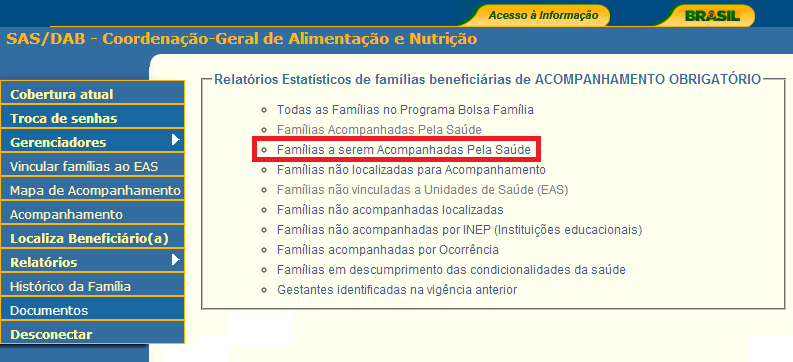 Acesso à Informação
BRASIL
SAS/DAB - Coordenação-Geral de Alimentação e Nutrição
Cobertura atual
Troca de senhas
Gerenciadores
Vincular famílias ao EAS
Mapa de Acompanhamento
Acompanhamento
Localiza Beneficiário(a)
Relatórios
Histórico da Família
Documentos
Desconectar
Relatórios Estatísticos de famílias beneficiárias de ACOMPANHAMENTO OBRIGATÓRIO
Todas as Famílias no Programa Bolsa Família
Famílias Acompanhadas Pela Saúde
Famílias a serem Acompanhadas Pela Saúde
Famílias não localizadas para Acompanhamento
Famílias não vinculadas a Unidades de Saúde (EAS)
Famílias não acompanhadas localizadas
Famílias não acompanhadas por INEP (Instituições educacionais)
Famílias acompanhadas por Ocorrência
Famílias em descumprimento das condicionalidades da saúde
Gestantes identificadas na vigência anterior